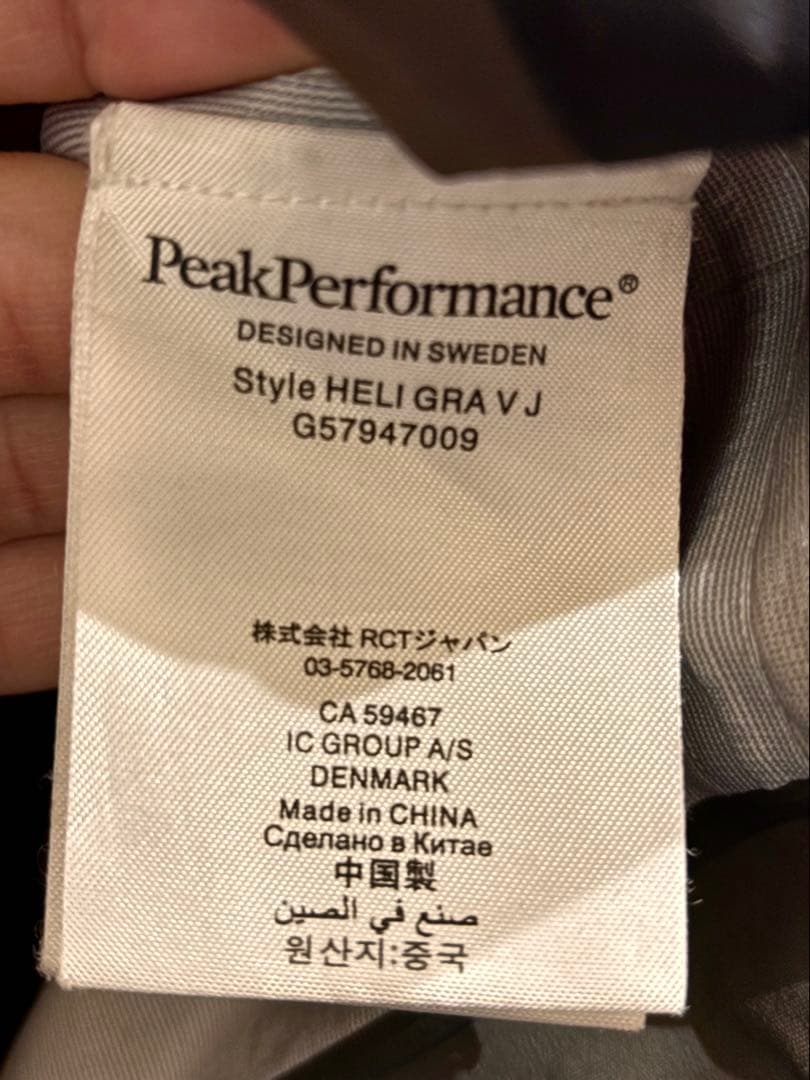 PeakPerformance®
DESIGNED IN SWEDEN
Style HELI GRA V J
G57947009
株式会社 RCTジャパン
03-5768-2061
CA 59467
IC GROUP A/S
DENMARK
Made in CHINA
Сделано в Китае
中国製
صنع في الصين
원산지:중국